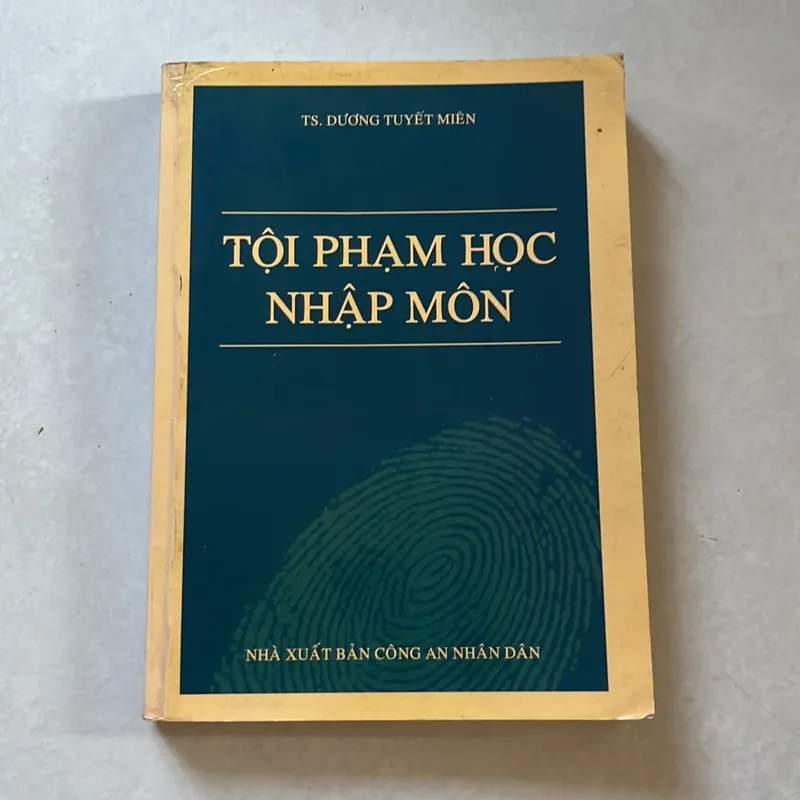 TS. DƯƠNG TUYẾT MIÊN
TỘI PHẠM HỌC
NHẬP MÔN
NHÀ XUẤT BẢN CÔNG AN NHÂN DÂN